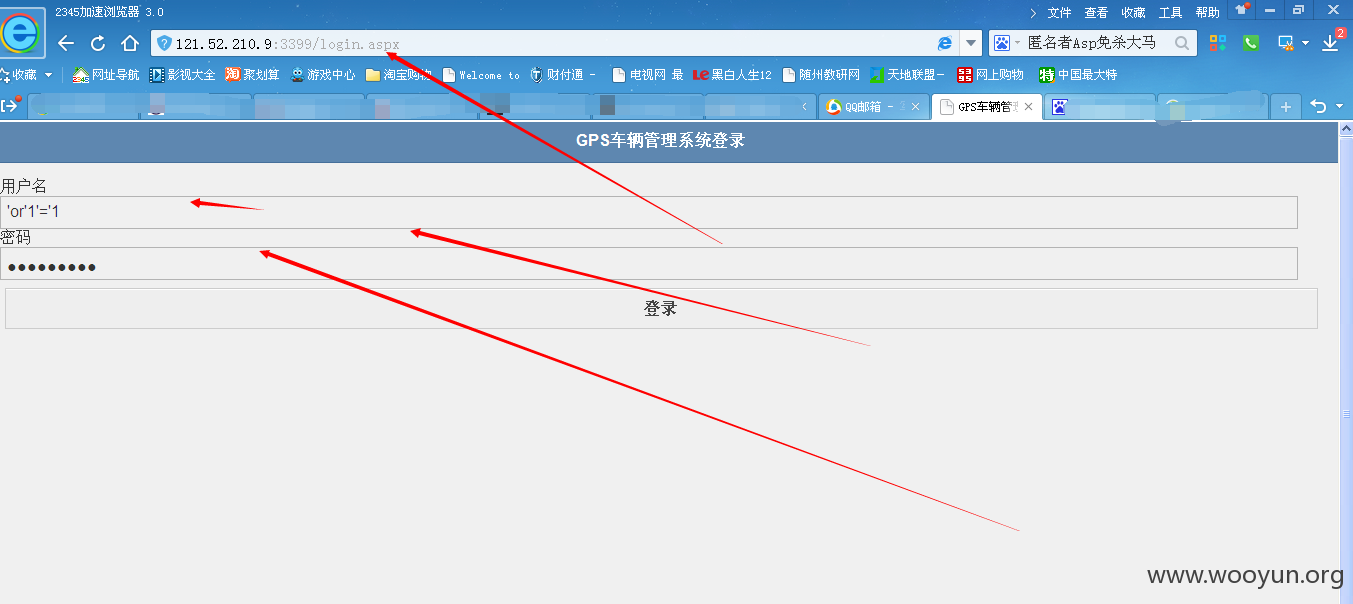 2345加速浏览器 3.0
文件 查看 收藏 工具 帮助
121.52.210.9:3399/login.aspx
匿名者Asp免杀大马
2
收藏 网址导航 影视大全 聚划算 游戏中心 淘宝购物 Welcome to 财付通 - 电视网 最 黑白人生12 随州教研网 天地联盟- 网上购物 中国最大特
QQ邮箱 - GPS车辆管
GPS车辆管理系统登录
用户名
'or'1'='1
密码
登录
www.wooyun.org